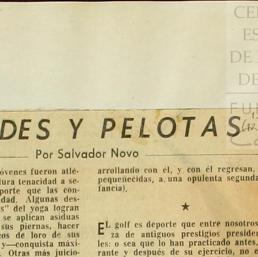 CE
ES
DE
DE
F.U.
DES Y PELOTAS
Por Salvador Novo
óvenes fueron atlé-
dura tenacidad a se-
porte que las con-
dad. Algunas des-
s" del yoga logran
se aplican asiduas
sus piernas, hacer
cos de loro de sus
y—conquista máxi-
Otras más juicio-
arrollando con él, y con él regresan,
pequeñecidas, a una opulenta segunda
fancia).
★
EL golf es deporte que entre nosotros
za de antiguos prestigios presiden-
les: o sea que lo han practicado antes,
rante y después de su ejercicio, no e